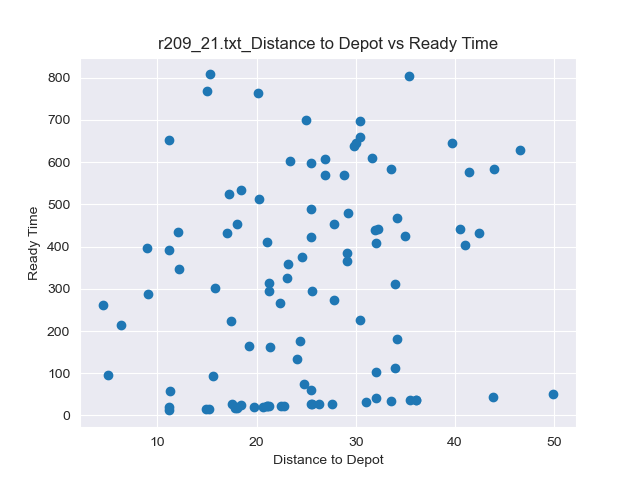 r209_21.txt_Distance to Depot vs Ready Time
800
700
600
500
400
300
200
100
0
Ready Time
10 20 30 40 50
Distance to Depot